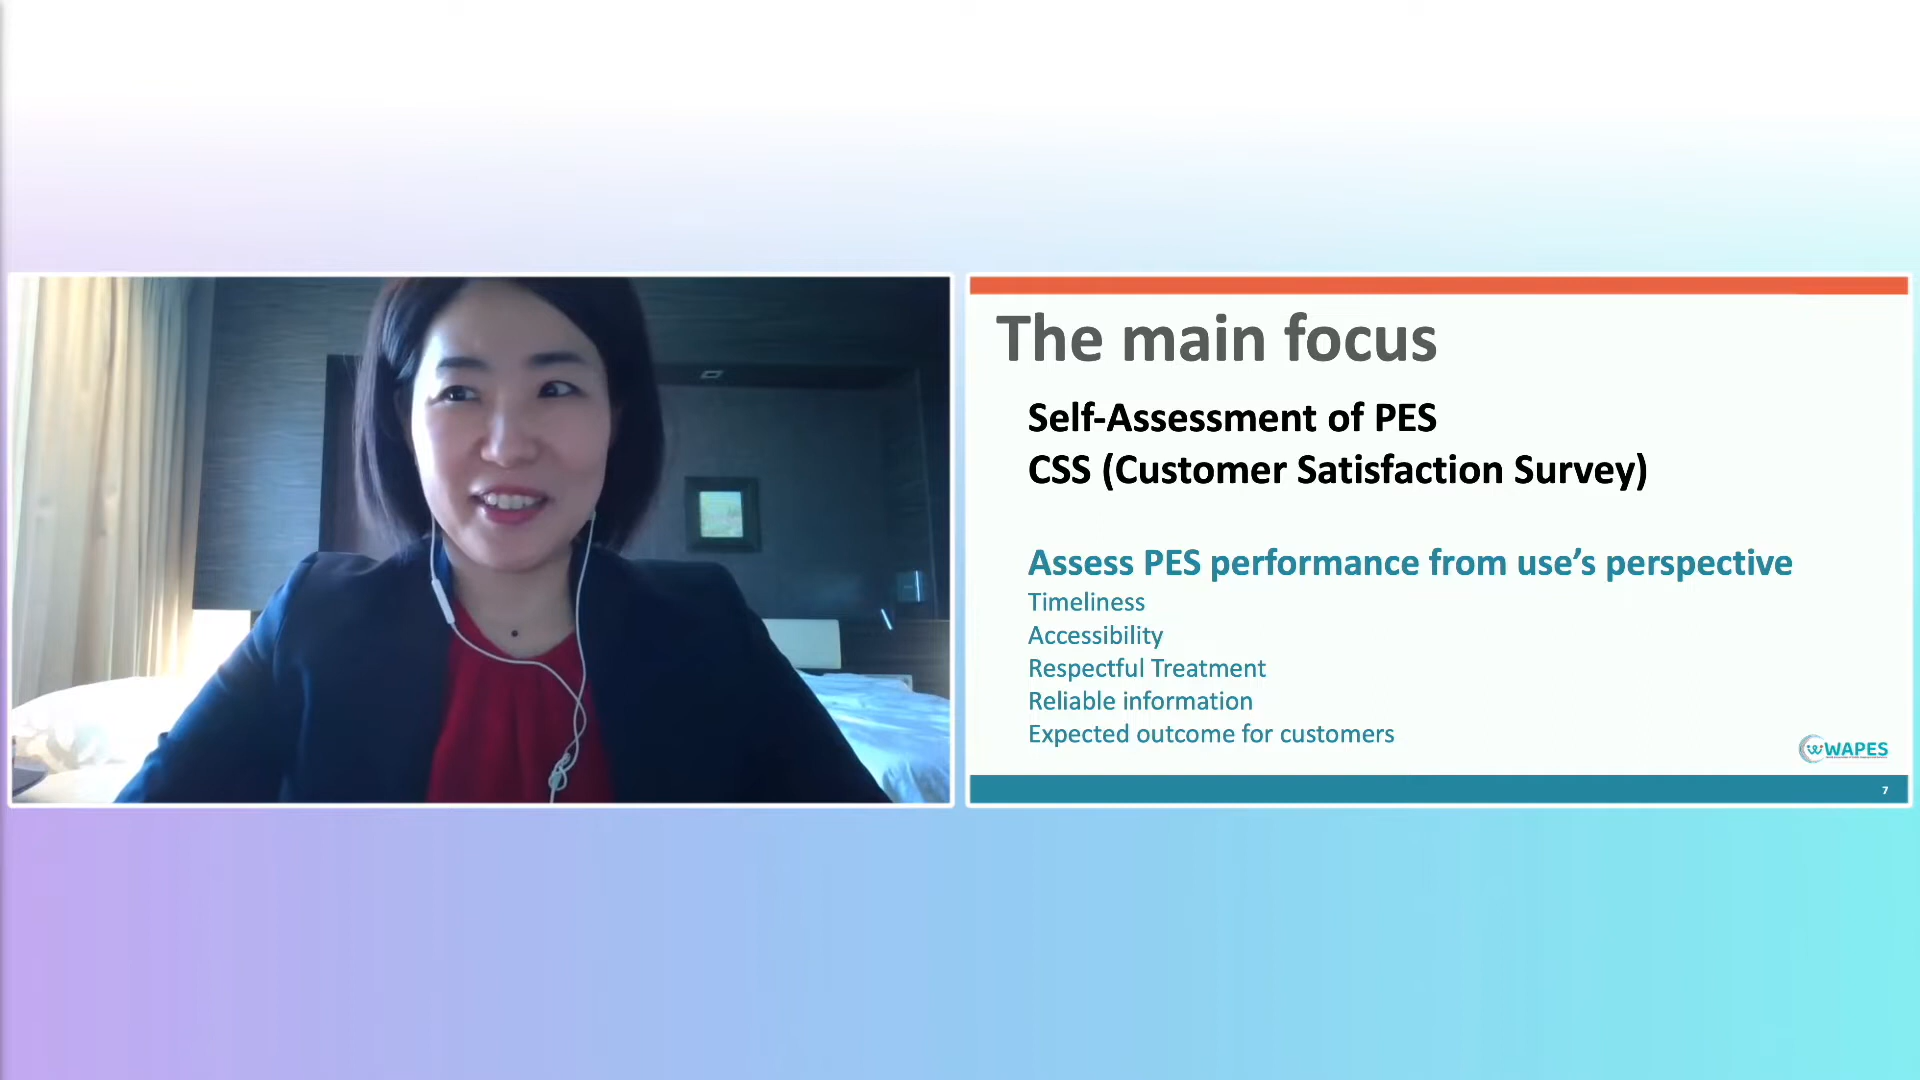 The main focus
Self-Assessment of PES
CSS (Customer Satisfaction Survey)
Assess PES performance from use’s perspective
Timeliness
Accessibility
Respectful Treatment
Reliable information
Expected outcome for customers
WAPES
7